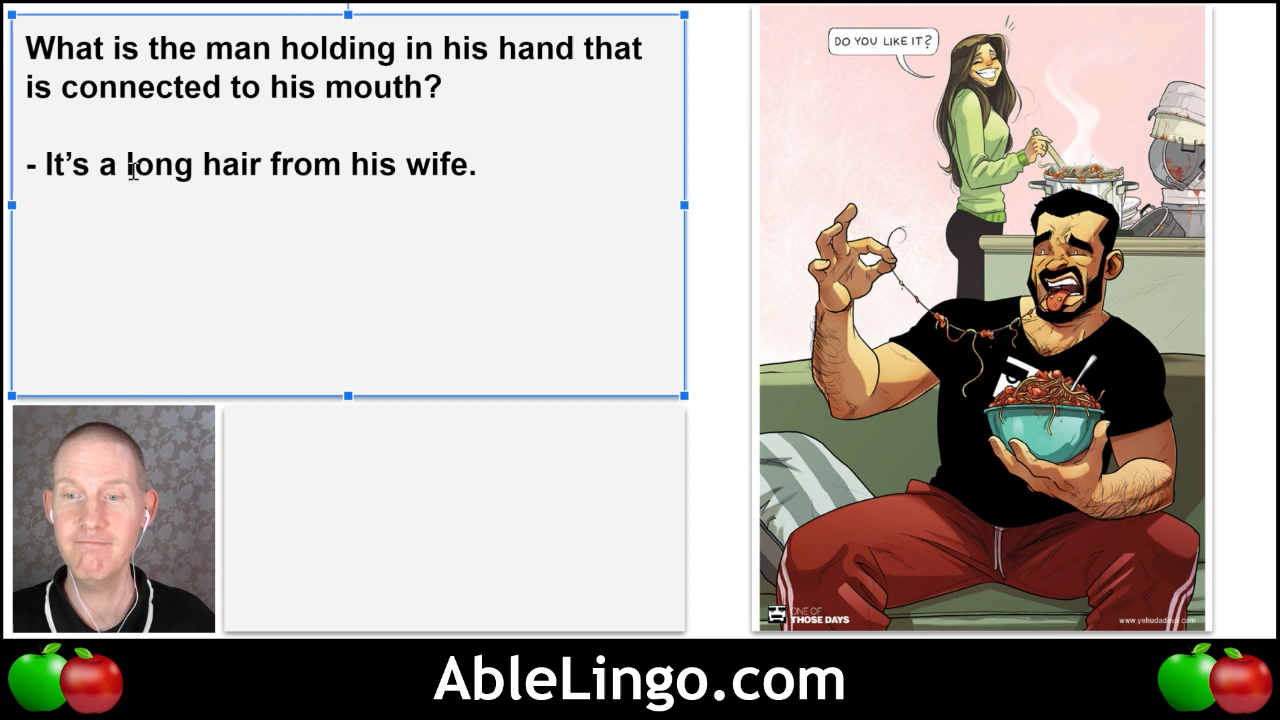 What is the man holding in his hand that
is connected to his mouth?
- It’s a long hair from his wife.
DO YOU LIKE IT?
ONE OF
THOSE DAYS
AbleLingo.com